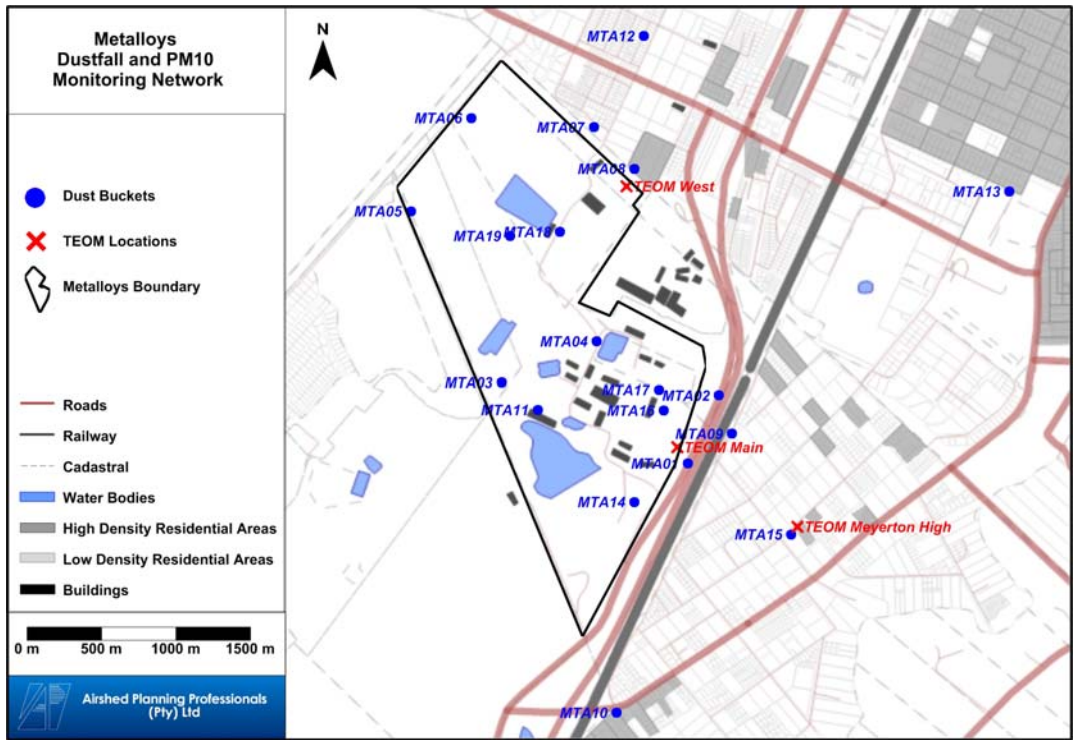 Metalloys
Dustfall and PM10
Monitoring Network
Dust Buckets
TEOM Locations
Metalloys Boundary
Roads
Railway
Cadastral
Water Bodies
High Density Residential Areas
Low Density Residential Areas
Buildings
0 m 500 m 1000 m 1500 m
Airshed Planning Professionals
(Pty) Ltd
N
MTA12
MTA06
MTA07
MTA08
TEOM West
MTA13
MTA05
MTA19
MTA18
MTA04
MTA03
MTA17
MTA02
MTA11
MTA16
MTA09
TEOM Main
MTA01
MTA14
TEOM Meyerton High
MTA15
MTA10